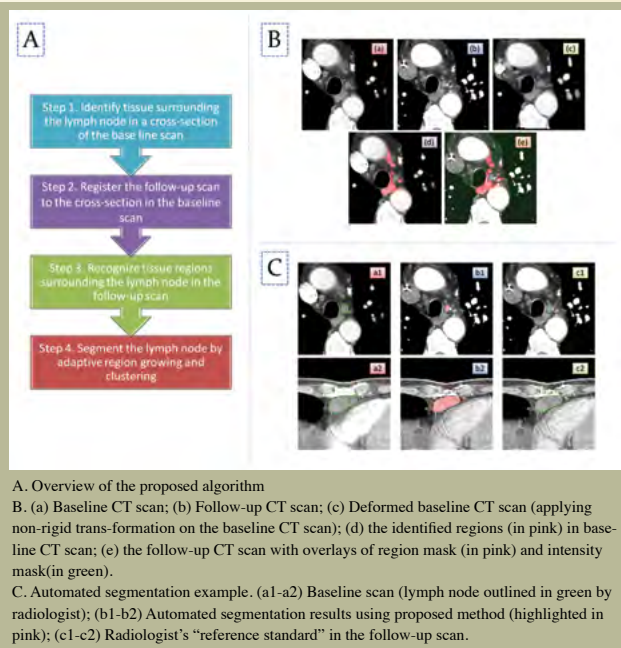 A
Step 1. Identify tissue surrounding
the lymph node in a cross-section
of the base line scan
Step 2. Register the follow-up scan
to the cross-section in the baseline
scan
Step 3. Recognize tissue regions
surrounding the lymph node in the
follow-up scan
Step 4. Segment the lymph node by
adaptive region growing and
clustering
B
(a)
(b)
(c)
(d)
(e)
C
a1
b1
c1
a2
b2
c2
A. Overview of the proposed algorithm
B. (a) Baseline CT scan; (b) Follow-up CT scan; (c) Deformed baseline CT scan (applying
non-rigid trans-formation on the baseline CT scan); (d) the identified regions (in pink) in base-
line CT scan; (e) the follow-up CT scan with overlays of region mask (in pink) and intensity
mask(in green).
C. Automated segmentation example. (a1-a2) Baseline scan (lymph node outlined in green by
radiologist); (b1-b2) Automated segmentation results using proposed method (highlighted in
pink); (c1-c2) Radiologist’s “reference standard” in the follow-up scan.